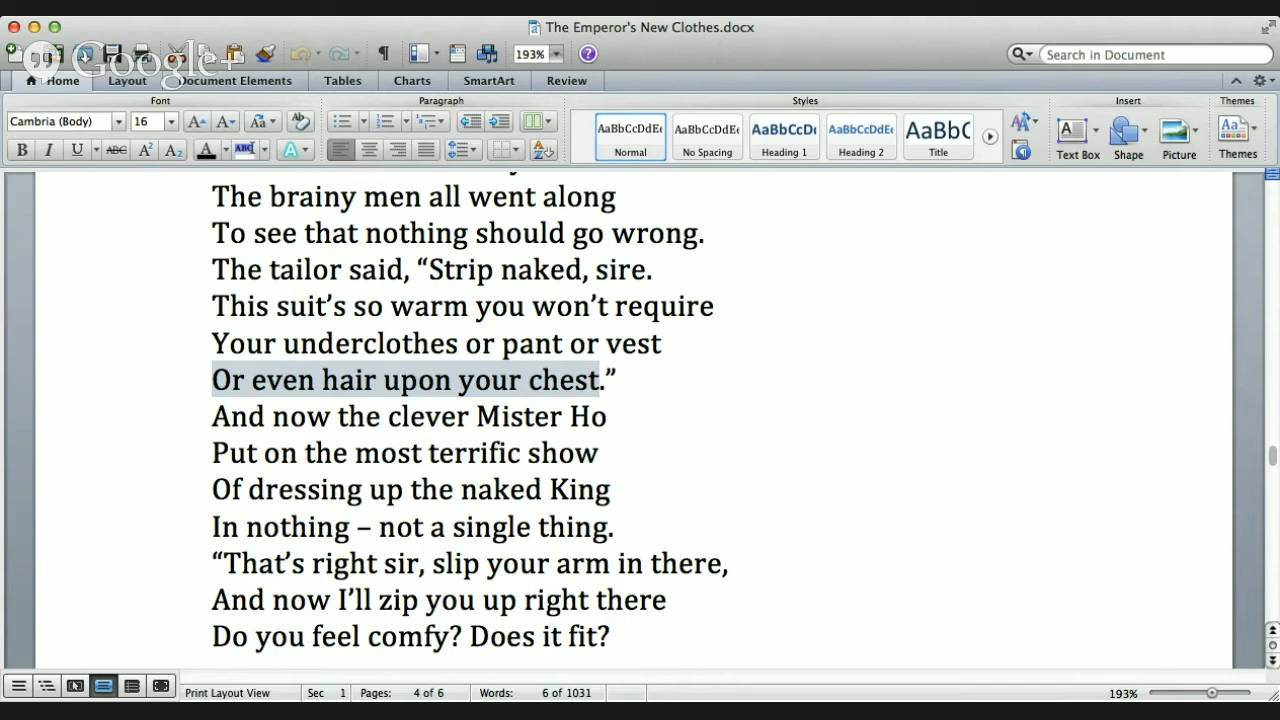 The Emperor's New Clothes.docx
Google+
193%
Search in Document
Home Layout Document Elements Tables Charts SmartArt Review
Font Paragraph Styles Insert Themes
Cambria (Body) 16
AaBbCcDdEe AaBbCcDdEe AaBbCcDd AaBbCcDdEe AaBbC
Normal No Spacing Heading 1 Heading 2 Title
Text Box Shape Picture Themes
The brainy men all went along
To see that nothing should go wrong.
The tailor said, “Strip naked, sire.
This suit’s so warm you won’t require
Your underclothes or pant or vest
Or even hair upon your chest.”
And now the clever Mister Ho
Put on the most terrific show
Of dressing up the naked King
In nothing – not a single thing.
“That’s right sir, slip your arm in there,
And now I’ll zip you up right there
Do you feel comfy? Does it fit?
Print Layout View Sec 1 Pages: 4 of 6 Words: 6 of 1031 193%